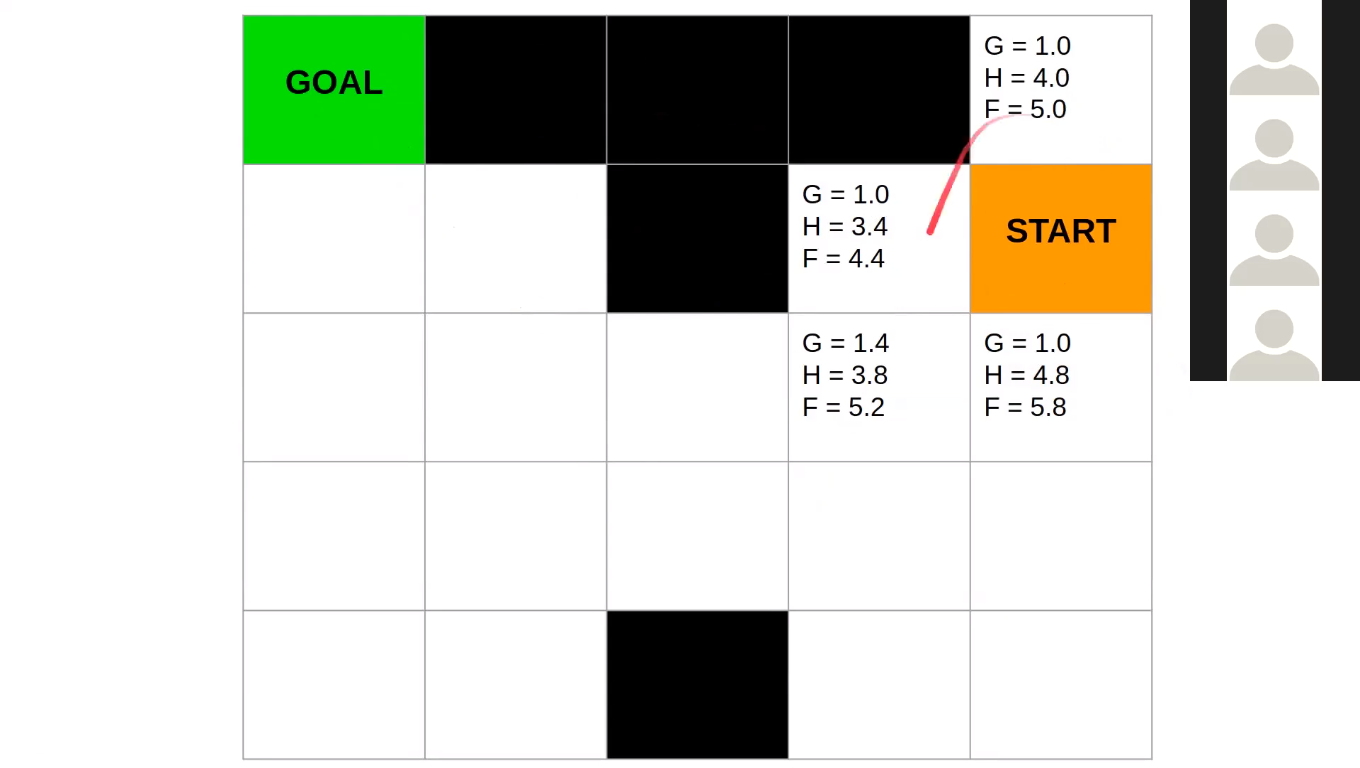 GOAL
G = 1.0
H = 4.0
F = 5.0
G = 1.0
H = 3.4
F = 4.4
START
G = 1.4
H = 3.8
F = 5.2
G = 1.0
H = 4.8
F = 5.8